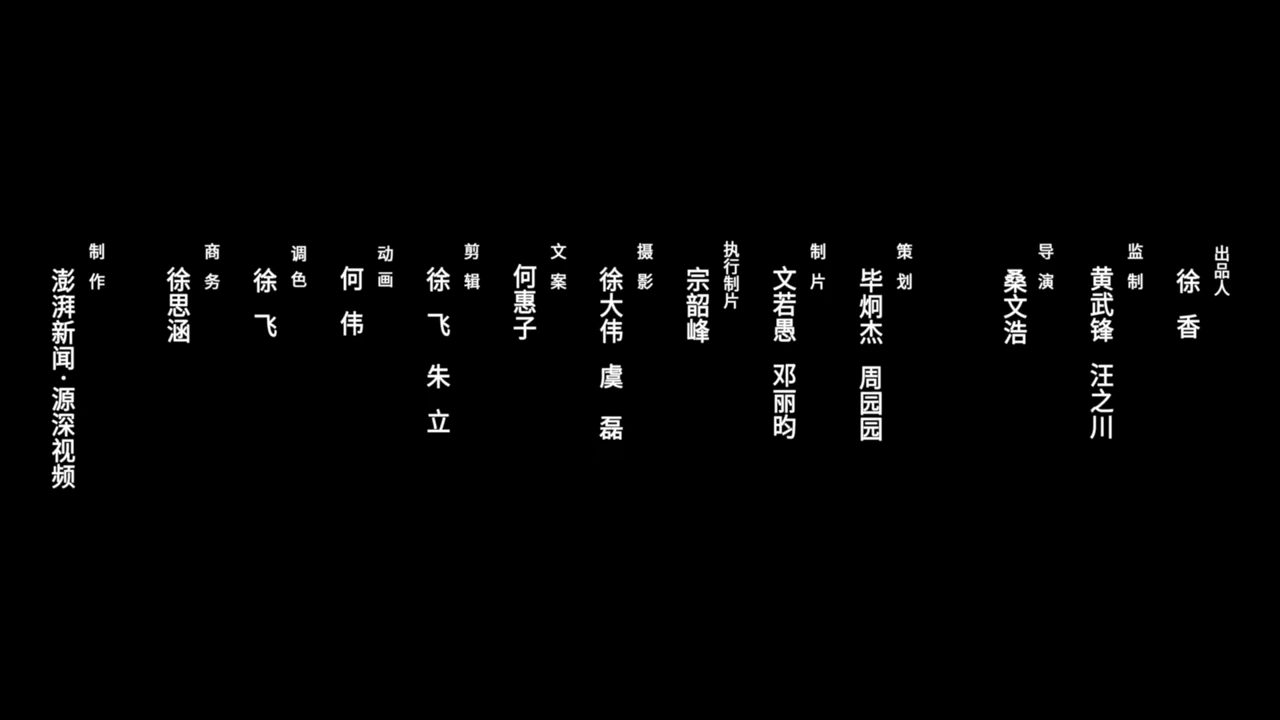 出品人
徐 香
监制
黄武锋 汪之川
导演
桑文浩
策划
毕炯杰 周园园
制片
文若愚 邓丽昀
执行制片
宗韶峰
摄影
徐大伟 虞 磊
文案
何惠子
剪辑
徐 飞 朱 立
动画
何 伟
调色
徐 飞
商务
徐思涵
制作
澎湃新闻·源深视频